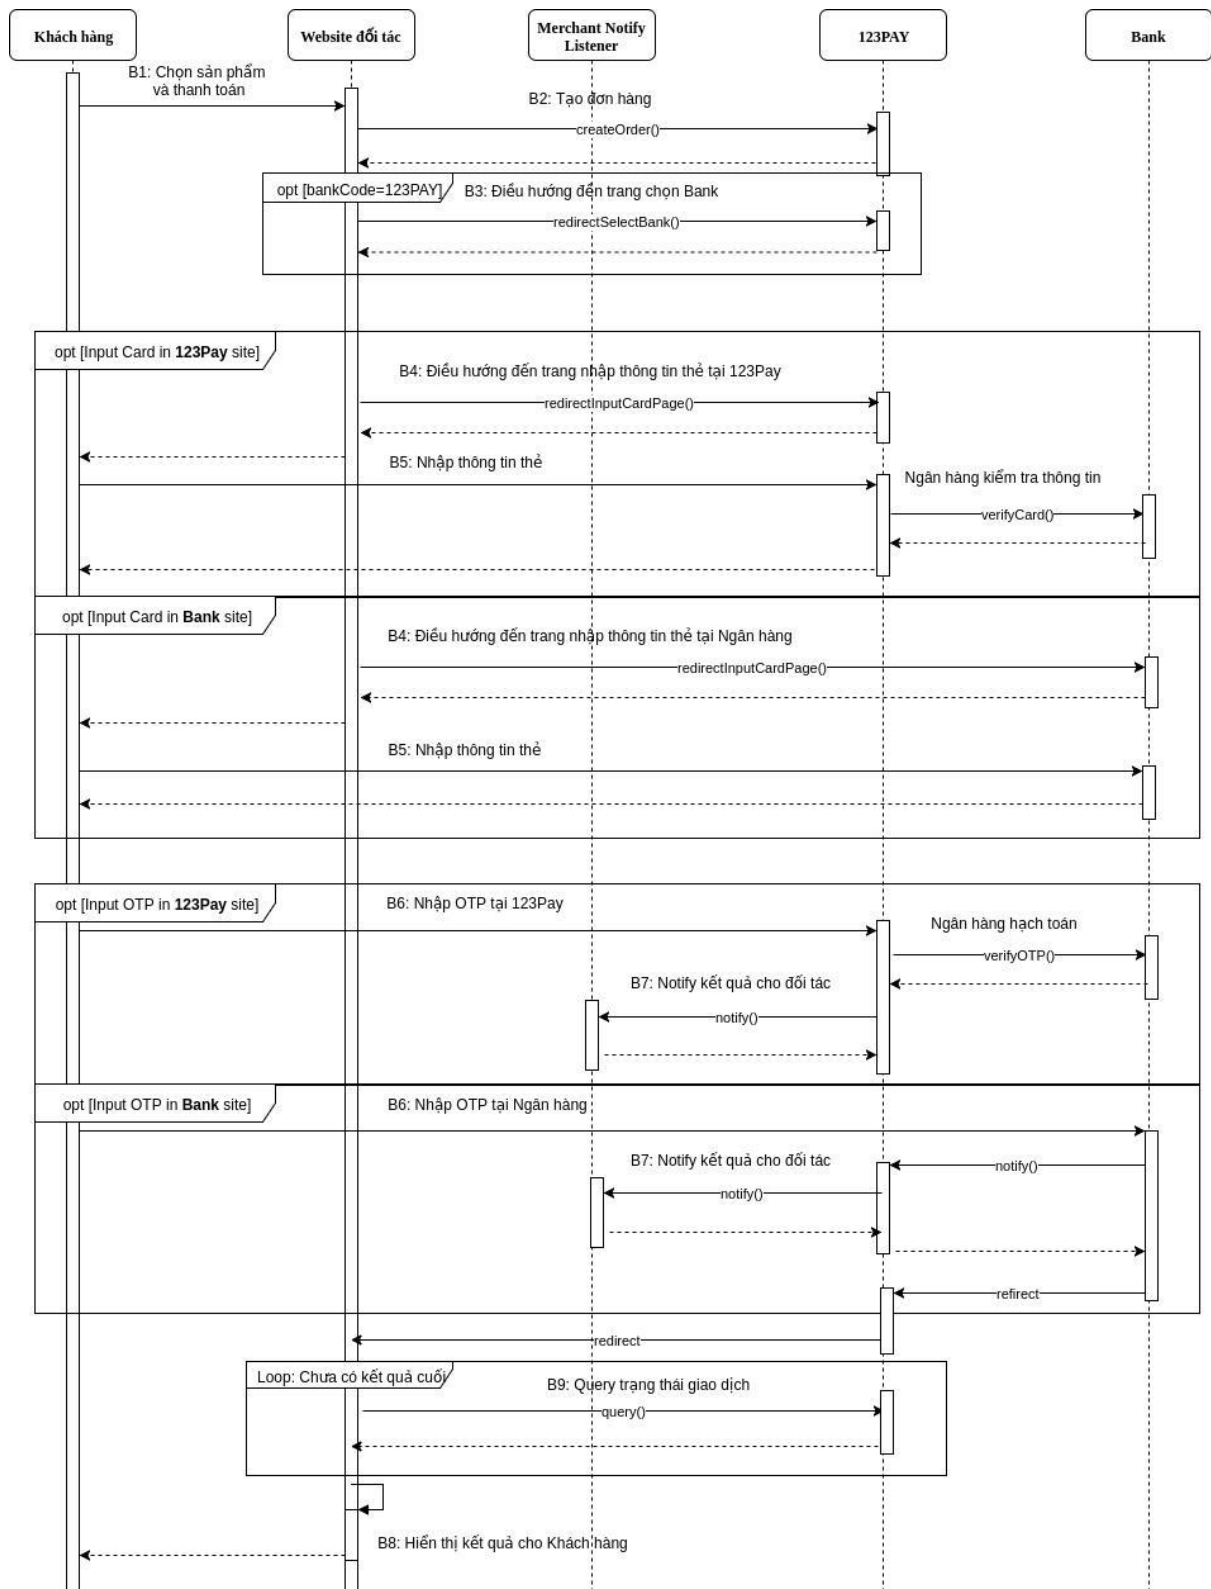 Khách hàng
Website đối tác
Merchant Notify
Listener
123PAY
Bank
B1: Chọn sản phẩm
và thanh toán
B2: Tạo đơn hàng
createOrder()
opt [bankCode=123PAY]
B3: Điều hướng đến trang chọn Bank
redirectSelectBank()
opt [Input Card in 123Pay site]
B4: Điều hướng đến trang nhập thông tin thẻ tại 123Pay
redirectInputCardPage()
B5: Nhập thông tin thẻ
Ngân hàng kiểm tra thông tin
verifyCard()
opt [Input Card in Bank site]
B4: Điều hướng đến trang nhập thông tin thẻ tại Ngân hàng
redirectInputCardPage()
B5: Nhập thông tin thẻ
opt [Input OTP in 123Pay site]
B6: Nhập OTP tại 123Pay
Ngân hàng hạch toán
verifyOTP()
B7: Notify kết quả cho đối tác
notify()
opt [Input OTP in Bank site]
B6: Nhập OTP tại Ngân hàng
B7: Notify kết quả cho đối tác
notify()
notify()
refirect
redirect
Loop: Chưa có kết quả cuối
B9: Query trạng thái giao dịch
query()
B8: Hiển thị kết quả cho Khách hàng